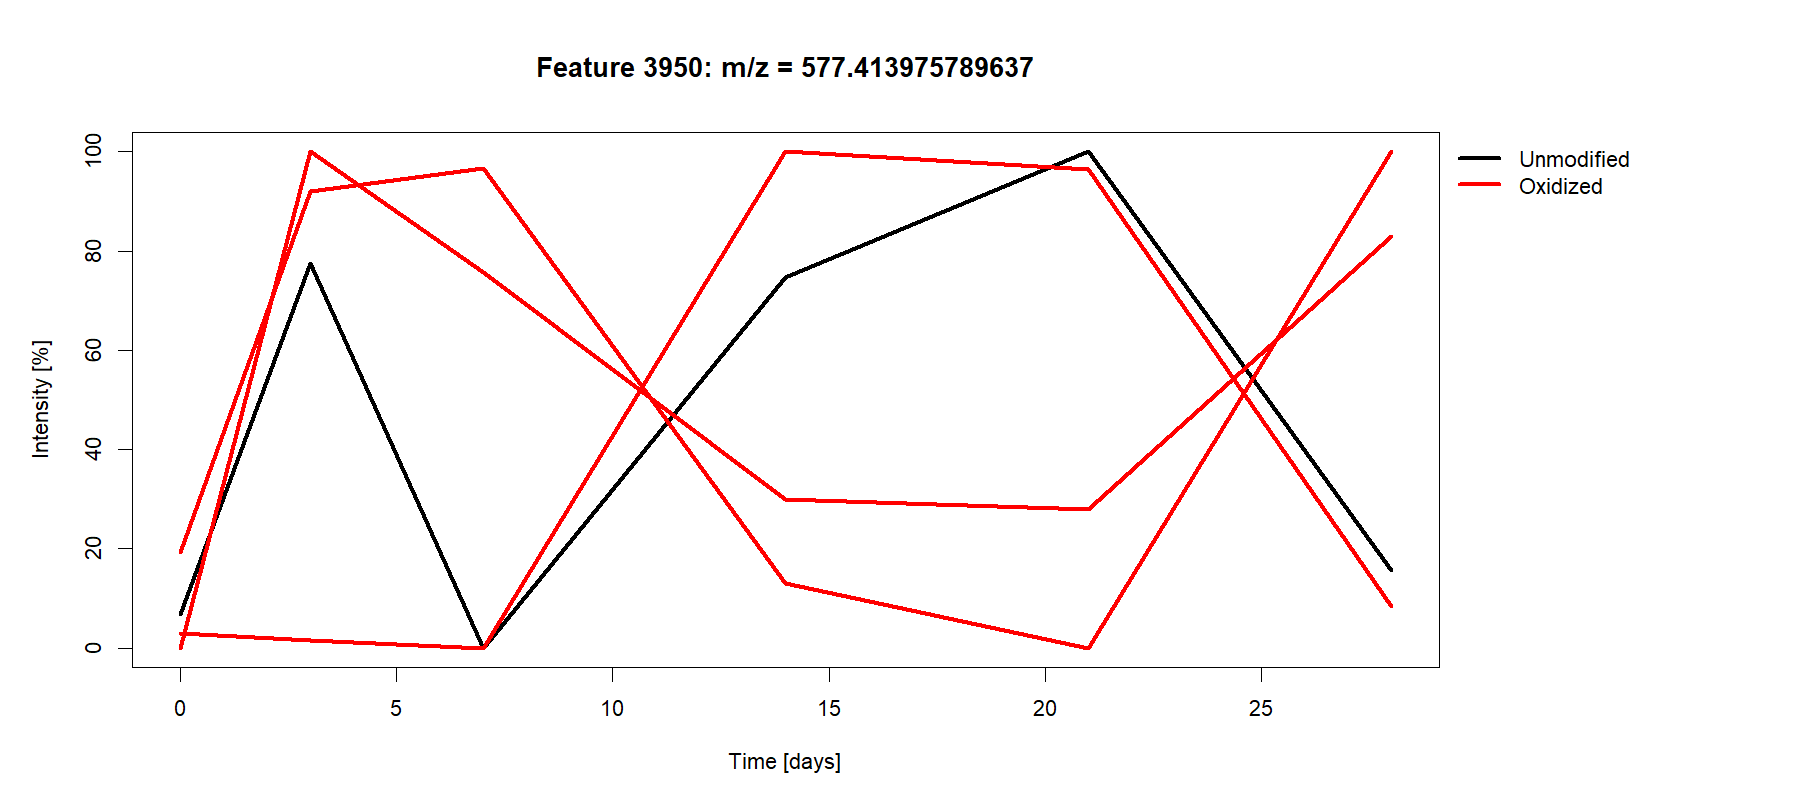 Feature 3950: m/z = 577.413975789637
Unmodified
Oxidized
Intensity [%]
100
80
60
40
20
0
0 5 10 15 20 25
Time [days]